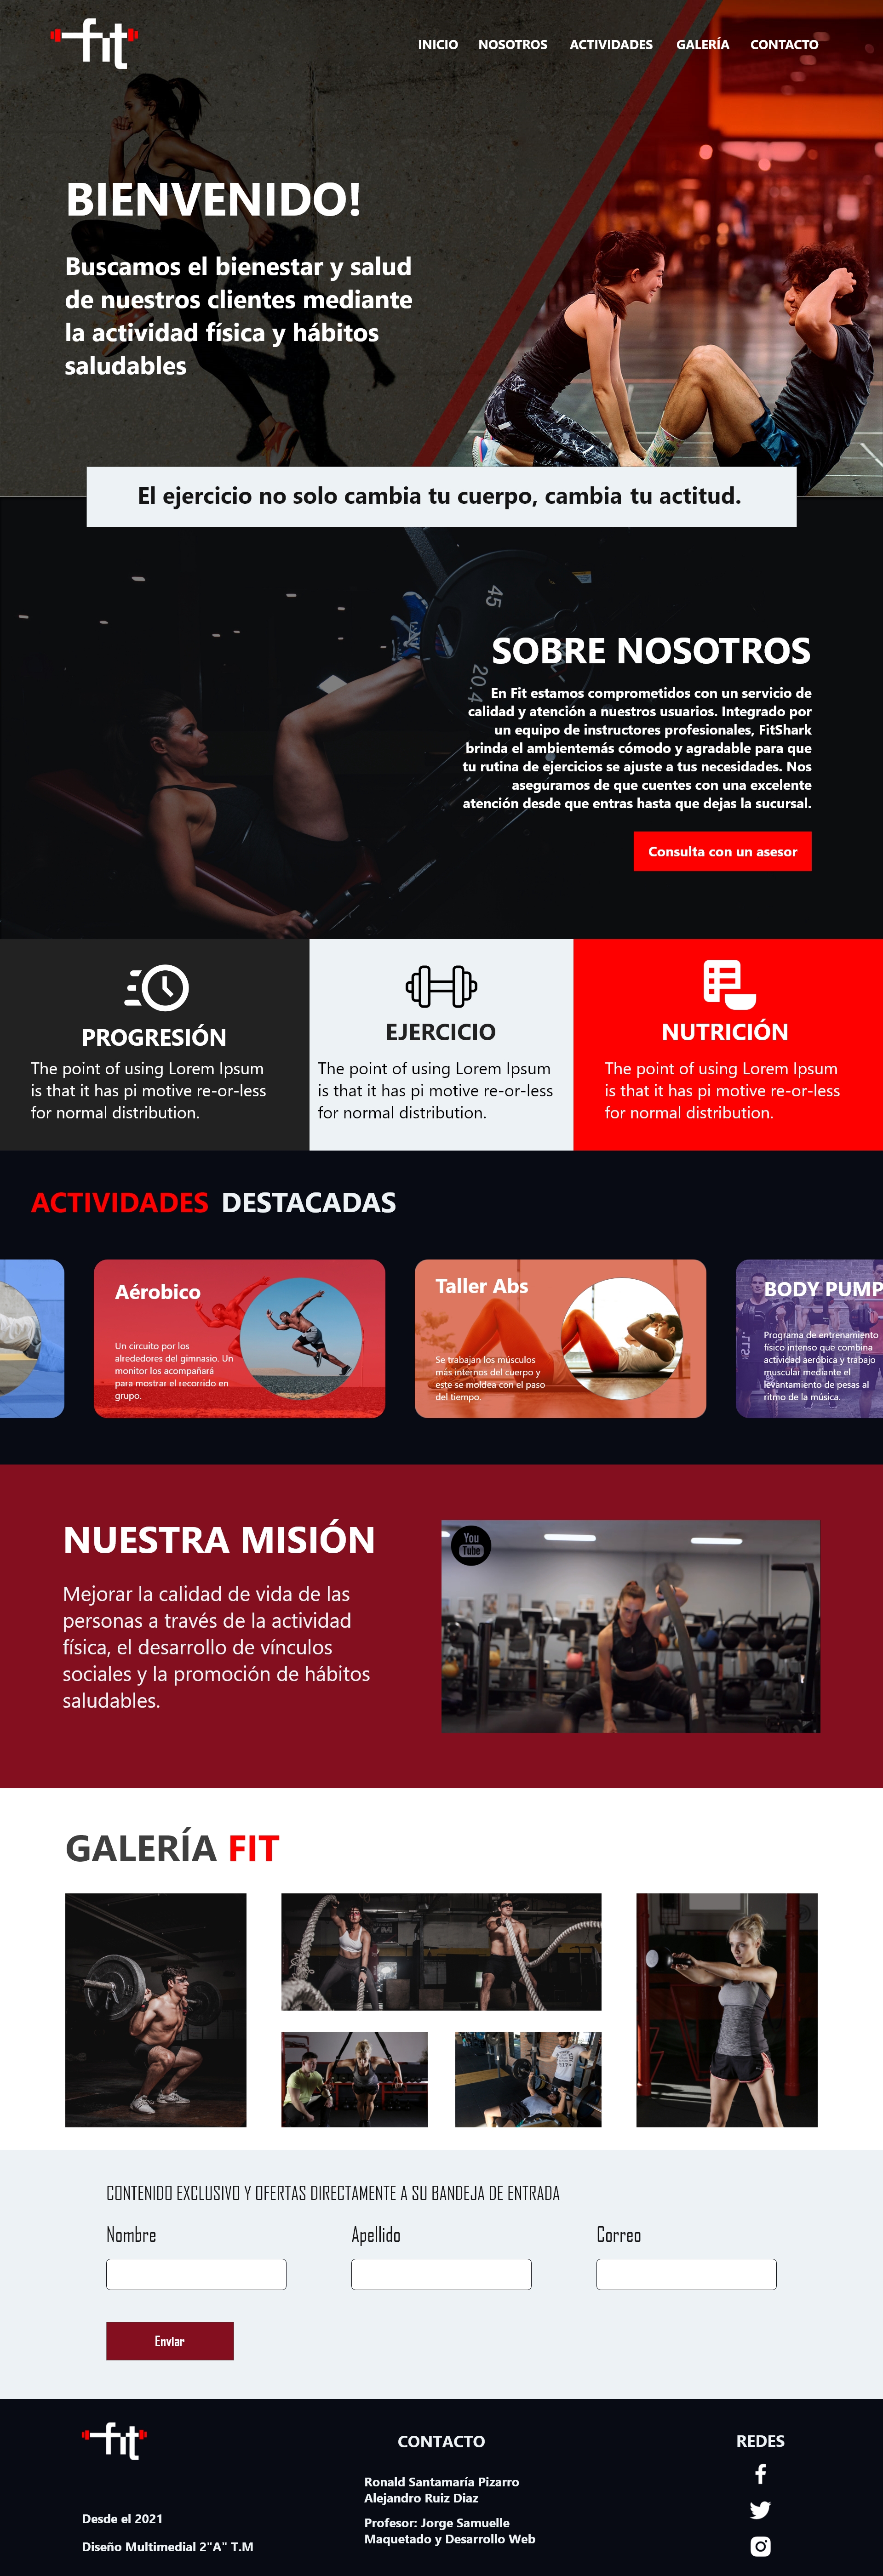 fit
INICIO NOSOTROS ACTIVIDADES GALERÍA CONTACTO
BIENVENIDO!
Buscamos el bienestar y salud
de nuestros clientes mediante
la actividad física y hábitos
saludables
El ejercicio no solo cambia tu cuerpo, cambia tu actitud.
45
20.4
SOBRE NOSOTROS
En Fit estamos comprometidos con un servicio de
calidad y atención a nuestros usuarios. Integrado por
un equipo de instructores profesionales, FitShark
brinda el ambientemás cómodo y agradable para que
tu rutina de ejercicios se ajuste a tus necesidades. Nos
aseguramos de que cuentes con una excelente
atención desde que entras hasta que dejas la sucursal.
Consulta con un asesor
PROGRESIÓN
The point of using Lorem Ipsum
is that it has pi motive re-or-less
for normal distribution.
EJERCICIO
The point of using Lorem Ipsum
is that it has pi motive re-or-less
for normal distribution.
NUTRICIÓN
The point of using Lorem Ipsum
is that it has pi motive re-or-less
for normal distribution.
ACTIVIDADES DESTACADAS
Aérobico
Un circuito por los
alrededores del gimnasio. Un
monitor los acompañará
para mostrar el recorrido en
grupo.
Taller Abs
Se trabajan los músculos
más internos del cuerpo y
este se moldea con el paso
del tiempo.
BODY PUMP
Programa de entrenamiento
físico intenso que combina
actividad aeróbica y trabajo
muscular mediante el
levantamiento de pesas al
ritmo de la música.
NUESTRA MISIÓN
Mejorar la calidad de vida de las
personas a través de la actividad
física, el desarrollo de vínculos
sociales y la promoción de hábitos
saludables.
You
Tube
GALERÍA FIT
CONTENIDO EXCLUSIVO Y OFERTAS DIRECTAMENTE A SU BANDEJA DE ENTRADA
Nombre Apellido Correo
Enviar
fit
Desde el 2021
Diseño Multimedial 2"A" T.M
CONTACTO
Ronald Santamaría Pizarro
Alejandro Ruiz Diaz
Profesor: Jorge Samuelle
Maquetado y Desarrollo Web
REDES